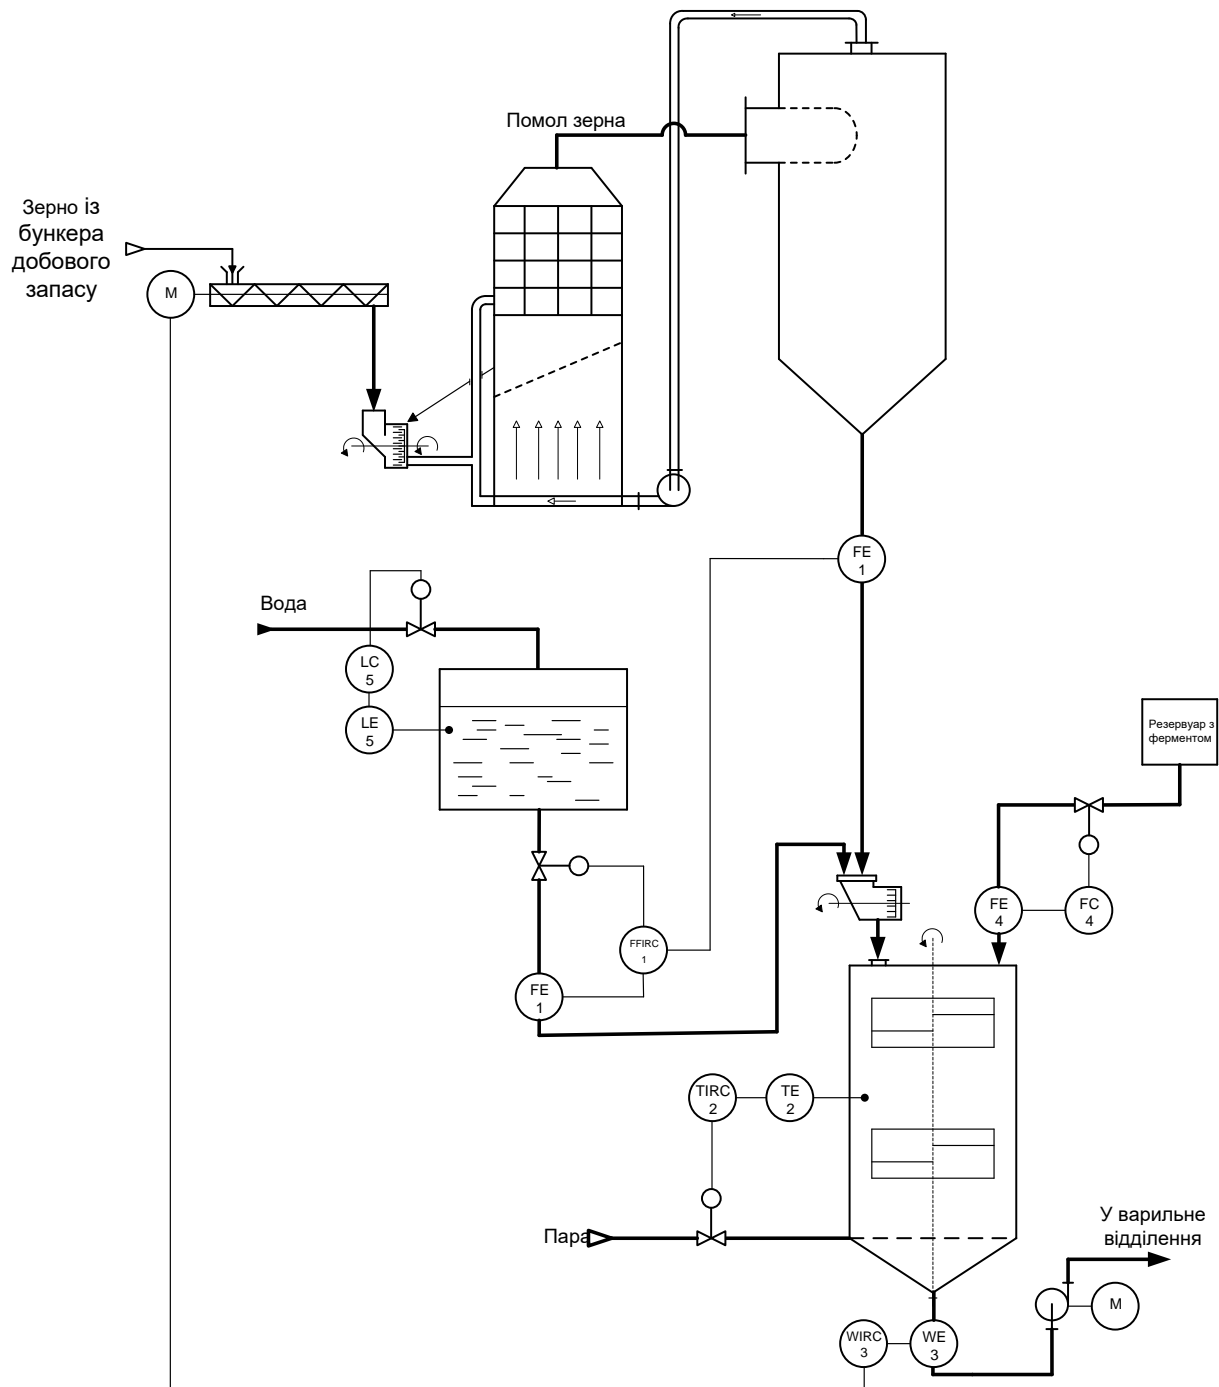 Помол зерна
Зерно із
бункера
добового
запасу
M
FE
1
Вода
LC
5
LE
5
Резервуар з
ферментом
FE
4
FC
4
FFIRC
1
FE
1
TIRC
2
TE
2
Пара
У варильне
відділення
M
WIRC
3
WE
3